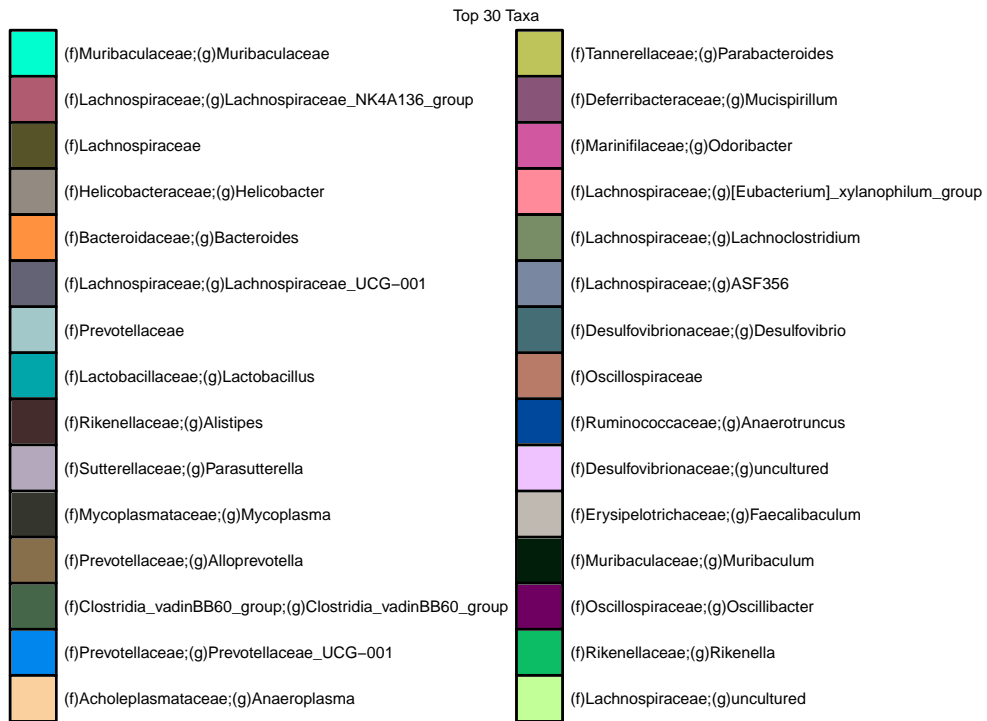 Top 30 Taxa
(f)Muribaculaceae;(g)Muribaculaceae
(f)Lachnospiraceae;(g)Lachnospiraceae_NK4A136_group
(f)Lachnospiraceae
(f)Helicobacteraceae;(g)Helicobacter
(f)Bacteroidaceae;(g)Bacteroides
(f)Lachnospiraceae;(g)Lachnospiraceae_UCG−001
(f)Prevotellaceae
(f)Lactobacillaceae;(g)Lactobacillus
(f)Rikenellaceae;(g)Alistipes
(f)Sutterellaceae;(g)Parasutterella
(f)Mycoplasmataceae;(g)Mycoplasma
(f)Prevotellaceae;(g)Alloprevotella
(f)Clostridia_vadinBB60_group;(g)Clostridia_vadinBB60_group
(f)Prevotellaceae;(g)Prevotellaceae_UCG−001
(f)Acholeplasmataceae;(g)Anaeroplasma
(f)Tannerellaceae;(g)Parabacteroides
(f)Deferribacteraceae;(g)Mucispirillum
(f)Marinifilaceae;(g)Odoribacter
(f)Lachnospiraceae;(g)[Eubacterium]_xylanophilum_group
(f)Lachnospiraceae;(g)Lachnoclostridium
(f)Lachnospiraceae;(g)ASF356
(f)Desulfovibrionaceae;(g)Desulfovibrio
(f)Oscillospiraceae
(f)Ruminococcaceae;(g)Anaerotruncus
(f)Desulfovibrionaceae;(g)uncultured
(f)Erysipelotrichaceae;(g)Faecalibaculum
(f)Muribaculaceae;(g)Muribaculum
(f)Oscillospiraceae;(g)Oscillibacter
(f)Rikenellaceae;(g)Rikenella
(f)Lachnospiraceae;(g)uncultured